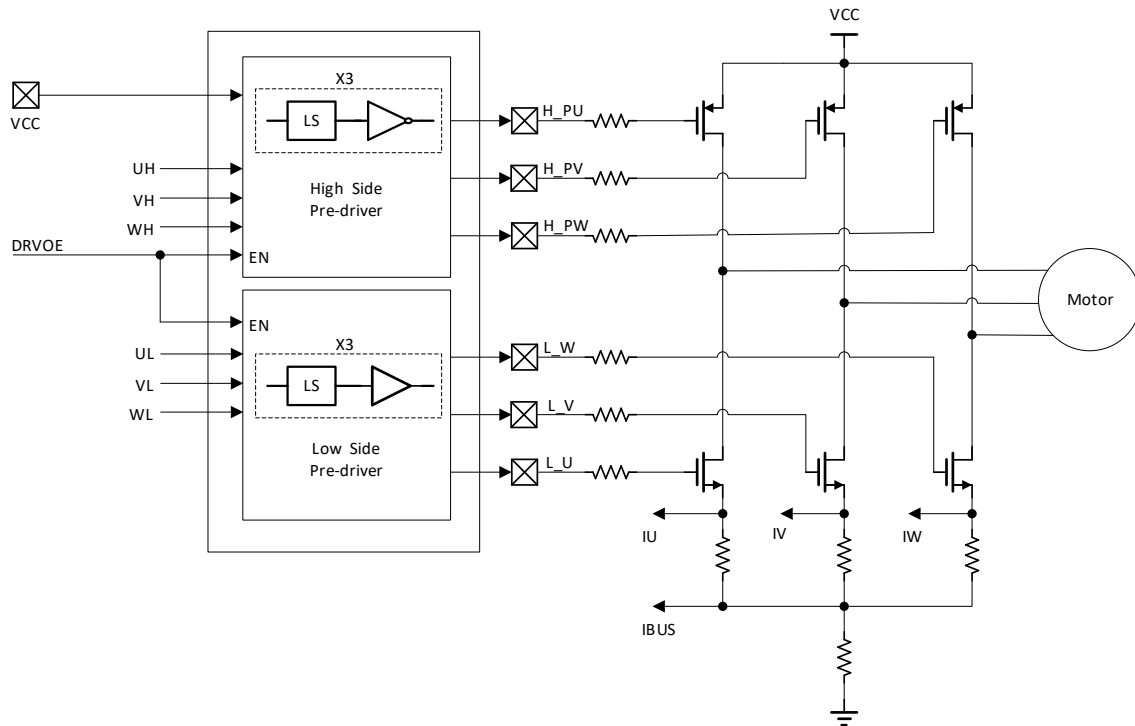 VCC
X3
VCC
LS
H_PU
UH
H_PV
VH
High Side
Pre-driver
WH
H_PW
DRVOE
EN
Motor
EN
UL
X3
L_W
VL
LS
WL
L_V
Low Side
Pre-driver
L_U
IU
IV
IW
IBUS